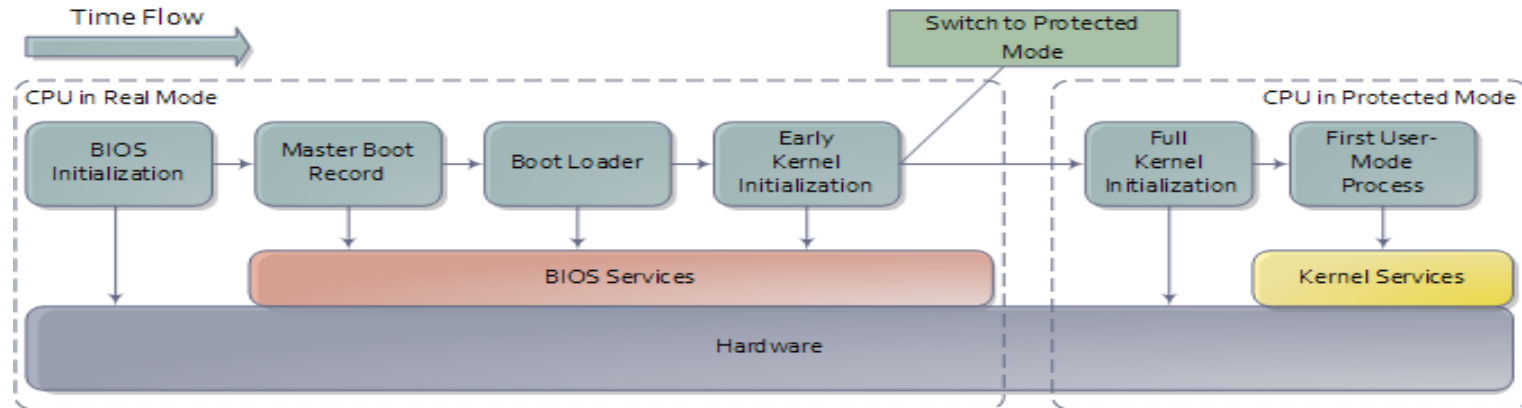 Time Flow
Switch to Protected
Mode
CPU in Real Mode
CPU in Protected Mode
BIOS
Initialization
Master Boot
Record
Boot Loader
Early
Kernel
Initialization
Full
Kernel
Initialization
First User-
Mode
Process
BIOS Services
Kernel Services
Hardware